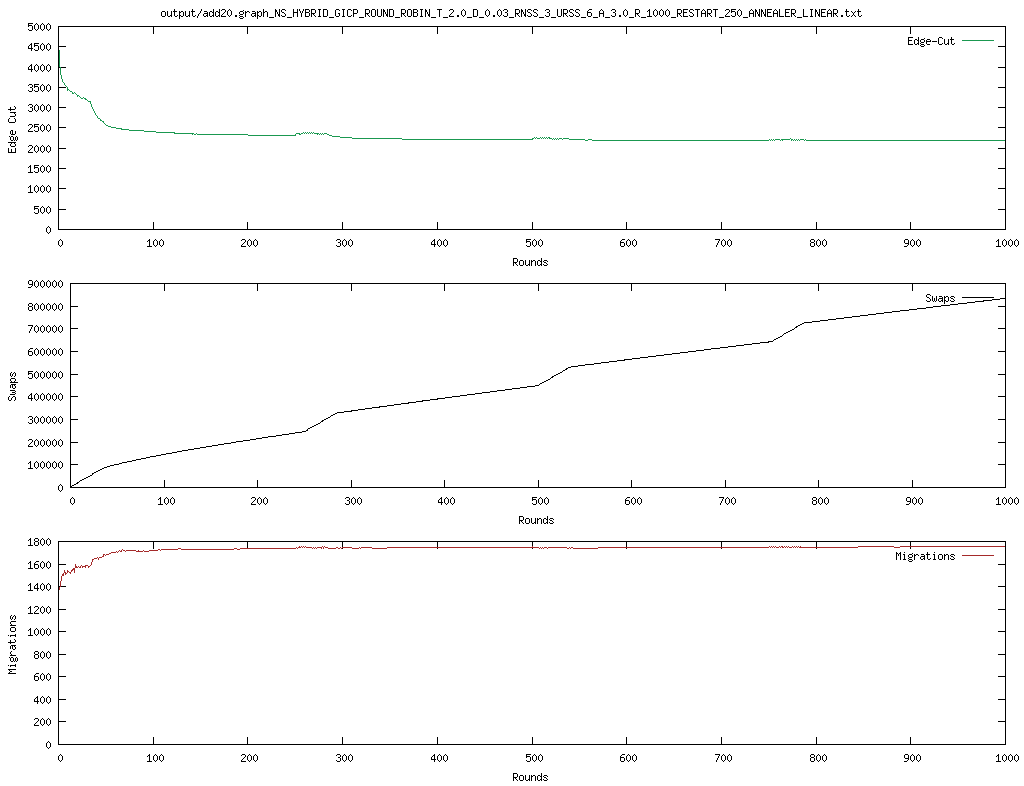 output/add20.graph_NS_HYBRID_GICP_ROUND_ROBIN_T_2.0_D_0.03_RNSS_3_URSS_6_A_3.0_R_1000_RESTART_250_ANNEALER_LINEAR.txt
5000
Edge-Cut
4500
4000
3500
3000
Edge Cut
2500
2000
1500
1000
500
0
0 100 200 300 400 500 600 700 800 900 1000
Rounds
900000
Swaps
800000
700000
600000
500000
Swaps
400000
300000
200000
100000
0
0 100 200 300 400 500 600 700 800 900 1000
Rounds
1800
Migrations
1600
1400
1200
1000
Migrations
800
600
400
200
0
0 100 200 300 400 500 600 700 800 900 1000
Rounds